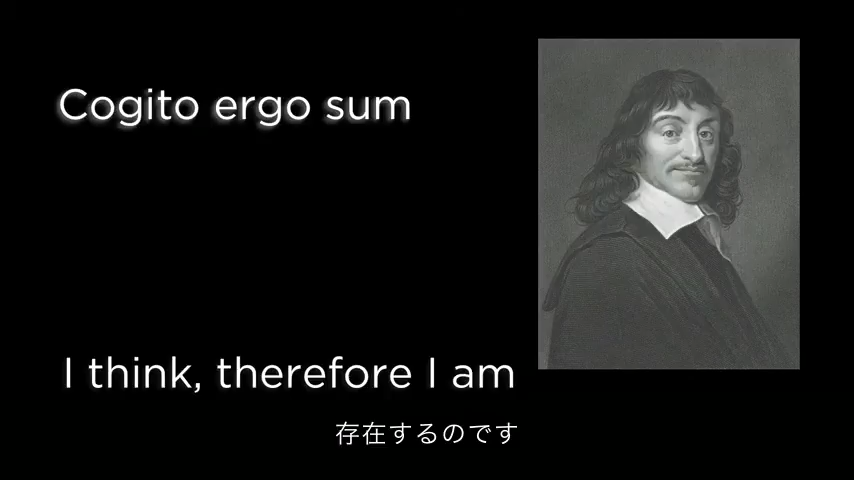 Cogito ergo sum
I think, therefore I am
存在するのです